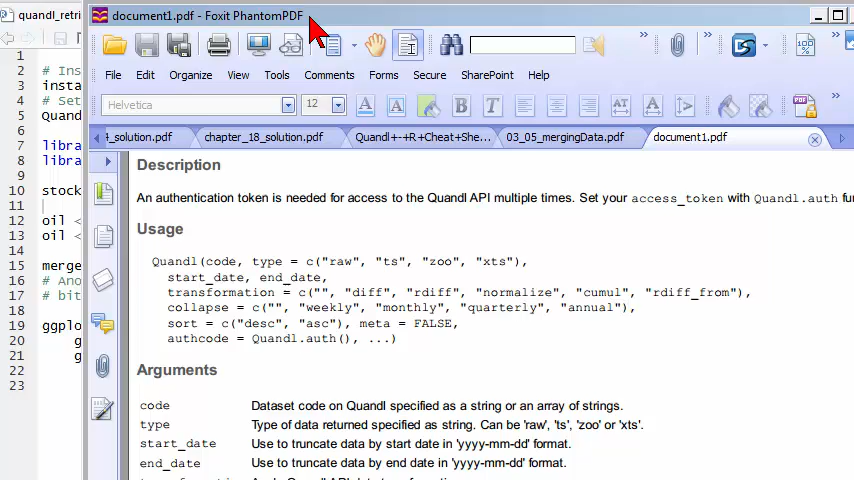 quandl_retri
document1.pdf - Foxit PhantomPDF
File Edit Organize View Tools Comments Forms Secure SharePoint Help
Helvetica 12
_solution.pdf chapter_18_solution.pdf Quandl+-+R+Cheat+She... 03_05_mergingData.pdf document1.pdf
1
2 # Ins
3 insta
4 # Set
5 Quan
6
7 libra
8 libra
9
10 stock
11
12 oil <
13 oil <
14
15 merge
16 # Ano
17 # bit
18
19 ggplo
20 g
21 g
22
23
Description
An authentication token is needed for access to the Quandl API multiple times. Set your access_token with Quandl.auth fu
Usage
Quandl(code, type = c("raw", "ts", "zoo", "xts"),
start_date, end_date,
transformation = c("", "diff", "rdiff", "normalize", "cumul", "rdiff_from"),
collapse = c("", "weekly", "monthly", "quarterly", "annual"),
sort = c("desc", "asc"), meta = FALSE,
authcode = Quandl.auth(), ...)
Arguments
code Dataset code on Quandl specified as a string or an array of strings.
type Type of data returned specified as string. Can be 'raw', 'ts', 'zoo' or 'xts'.
start_date Use to truncate data by start date in 'yyyy-mm-dd' format.
end_date Use to truncate data by end date in 'yyyy-mm-dd' format.